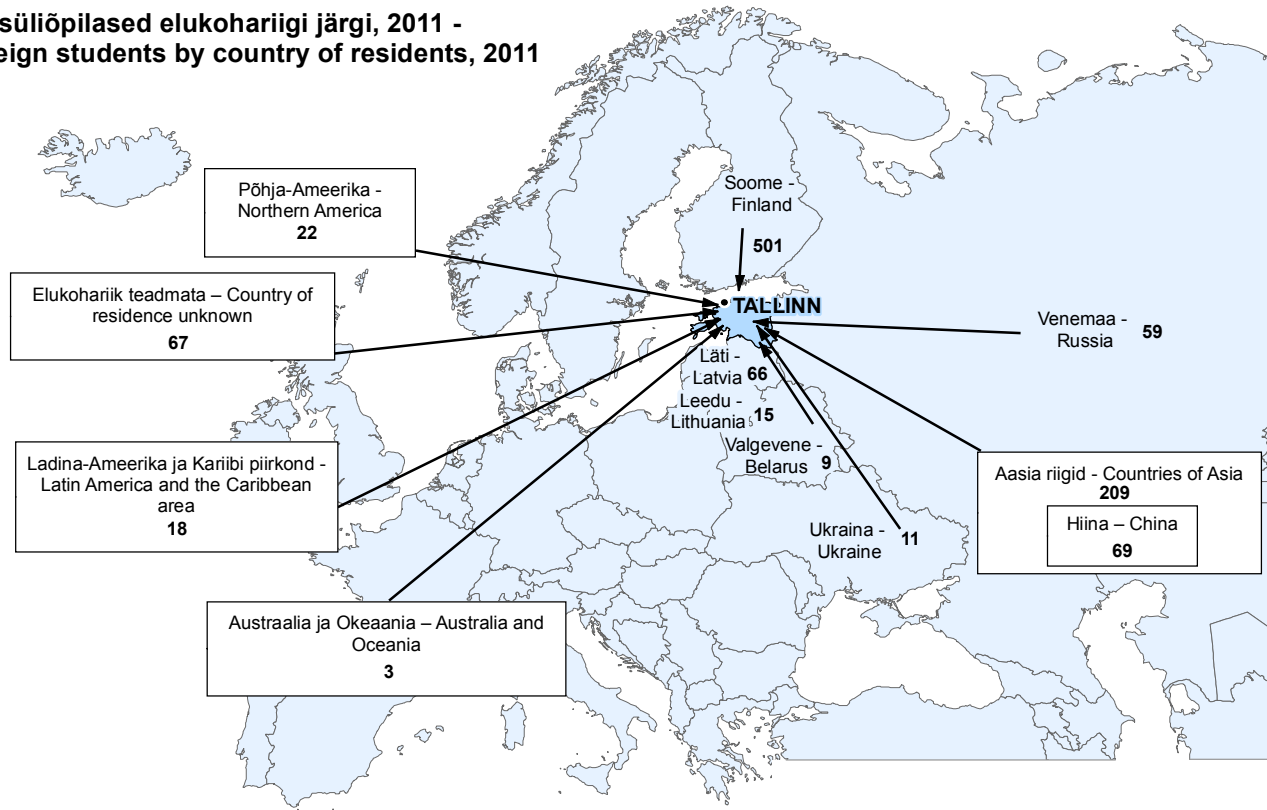 süliõpilased elukohariigi järgi, 2011 -
eign students by country of residents, 2011
Põhja-Ameerika -
Northern America
22
Soome -
Finland
501
Elukohariik teadmata – Country of
residence unknown
67
TALLINN
Venemaa -
Russia
59
Läti -
Latvia 66
Leedu -
Lithuania 15
Valgevene -
Belarus 9
Ladina-Ameerika ja Kariibi piirkond -
Latin America and the Caribbean
area
18
Aasia riigid - Countries of Asia
209
Hiina – China
69
Ukraina -
Ukraine 11
Austraalia ja Okeaania – Australia and
Oceania
3